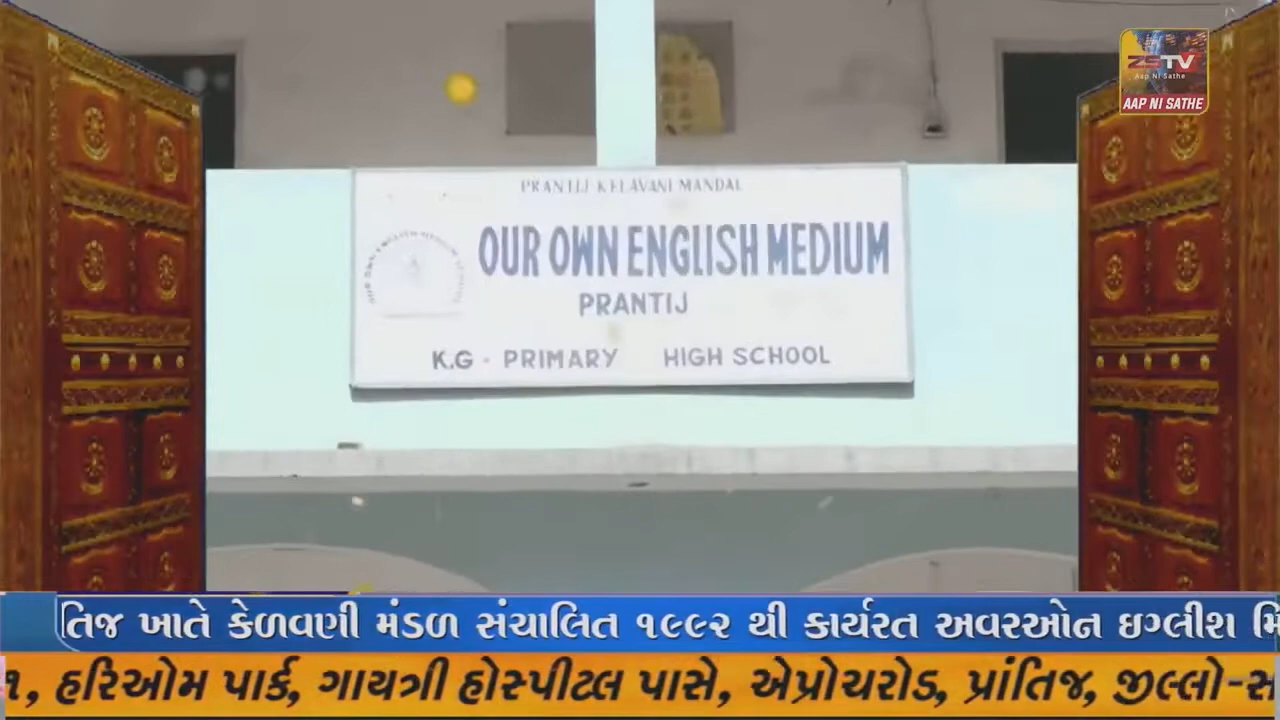 ZSTV
Aap Ni Sathe
AAP NI SATHE
PRANTIJ KELAVANI MANDAL
OUR OWN ENGLISH MEDIUM
PRANTIJ
K.G - PRIMARY HIGH SCHOOL
તિજ ખાતે કેળવણી મંડળ સંચાલિત ૧૯૯૨ થી કાર્યરત અવરઓન ઇગ્લીશ મિ
૧, હરિઓમ પાર્ક, ગાયત્રી હોસ્પીટલ પાસે, એપ્રોચરોડ, પ્રાંતિજ, જીલ્લો-સ